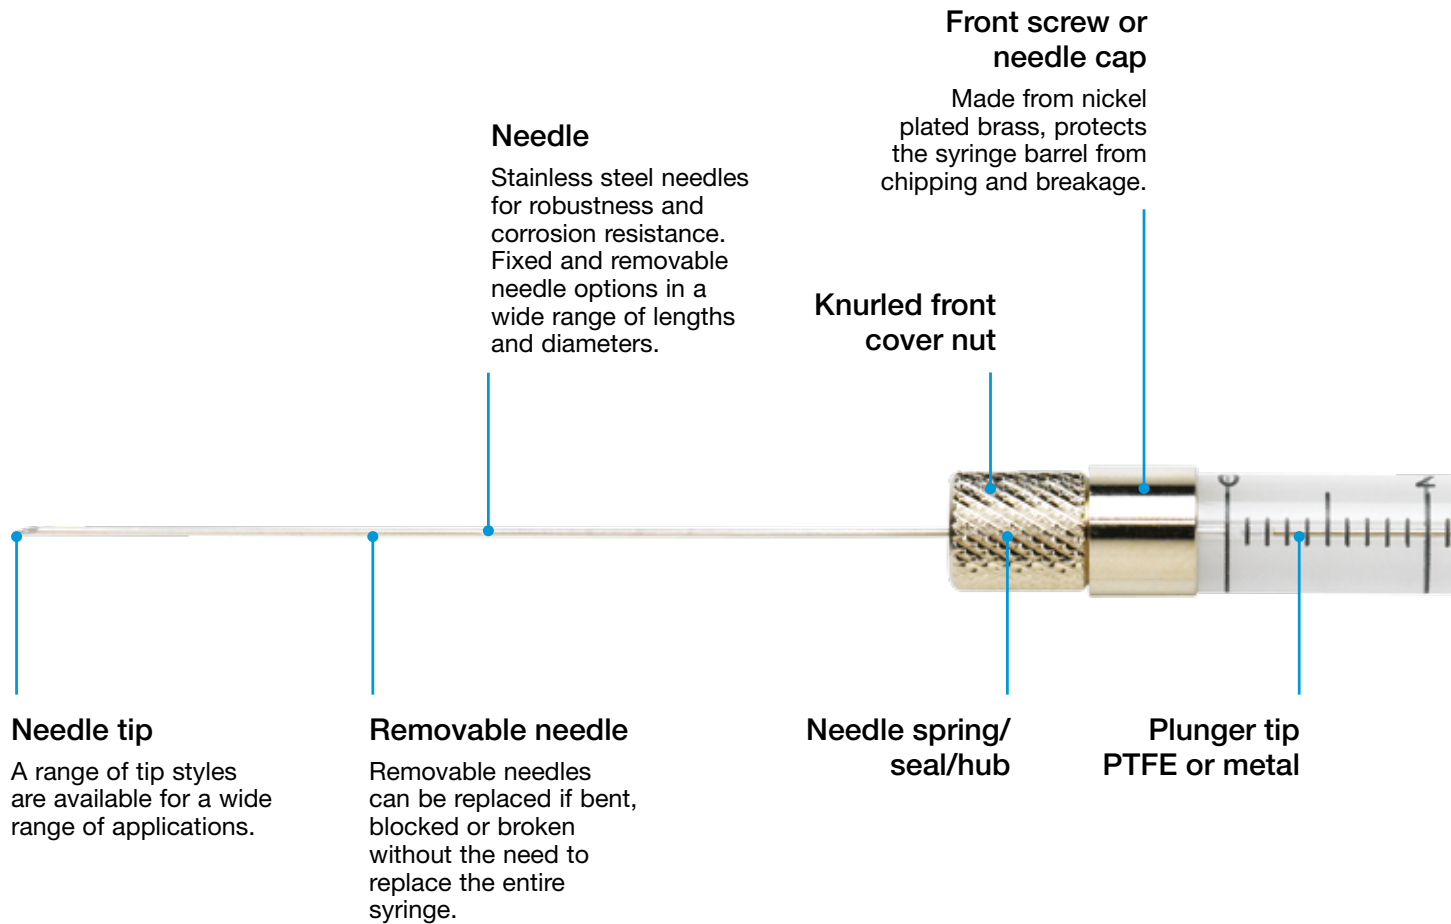 Front screw or
needle cap
Made from nickel
plated brass, protects
the syringe barrel from
chipping and breakage.
Needle
Stainless steel needles
for robustness and
corrosion resistance.
Fixed and removable
needle options in a
wide range of lengths
and diameters.
Knurled front
cover nut
Needle tip
A range of tip styles
are available for a wide
range of applications.
Removable needle
Removable needles
can be replaced if bent,
blocked or broken
without the need to
replace the entire
syringe.
Needle spring/
seal/hub
Plunger tip
PTFE or metal